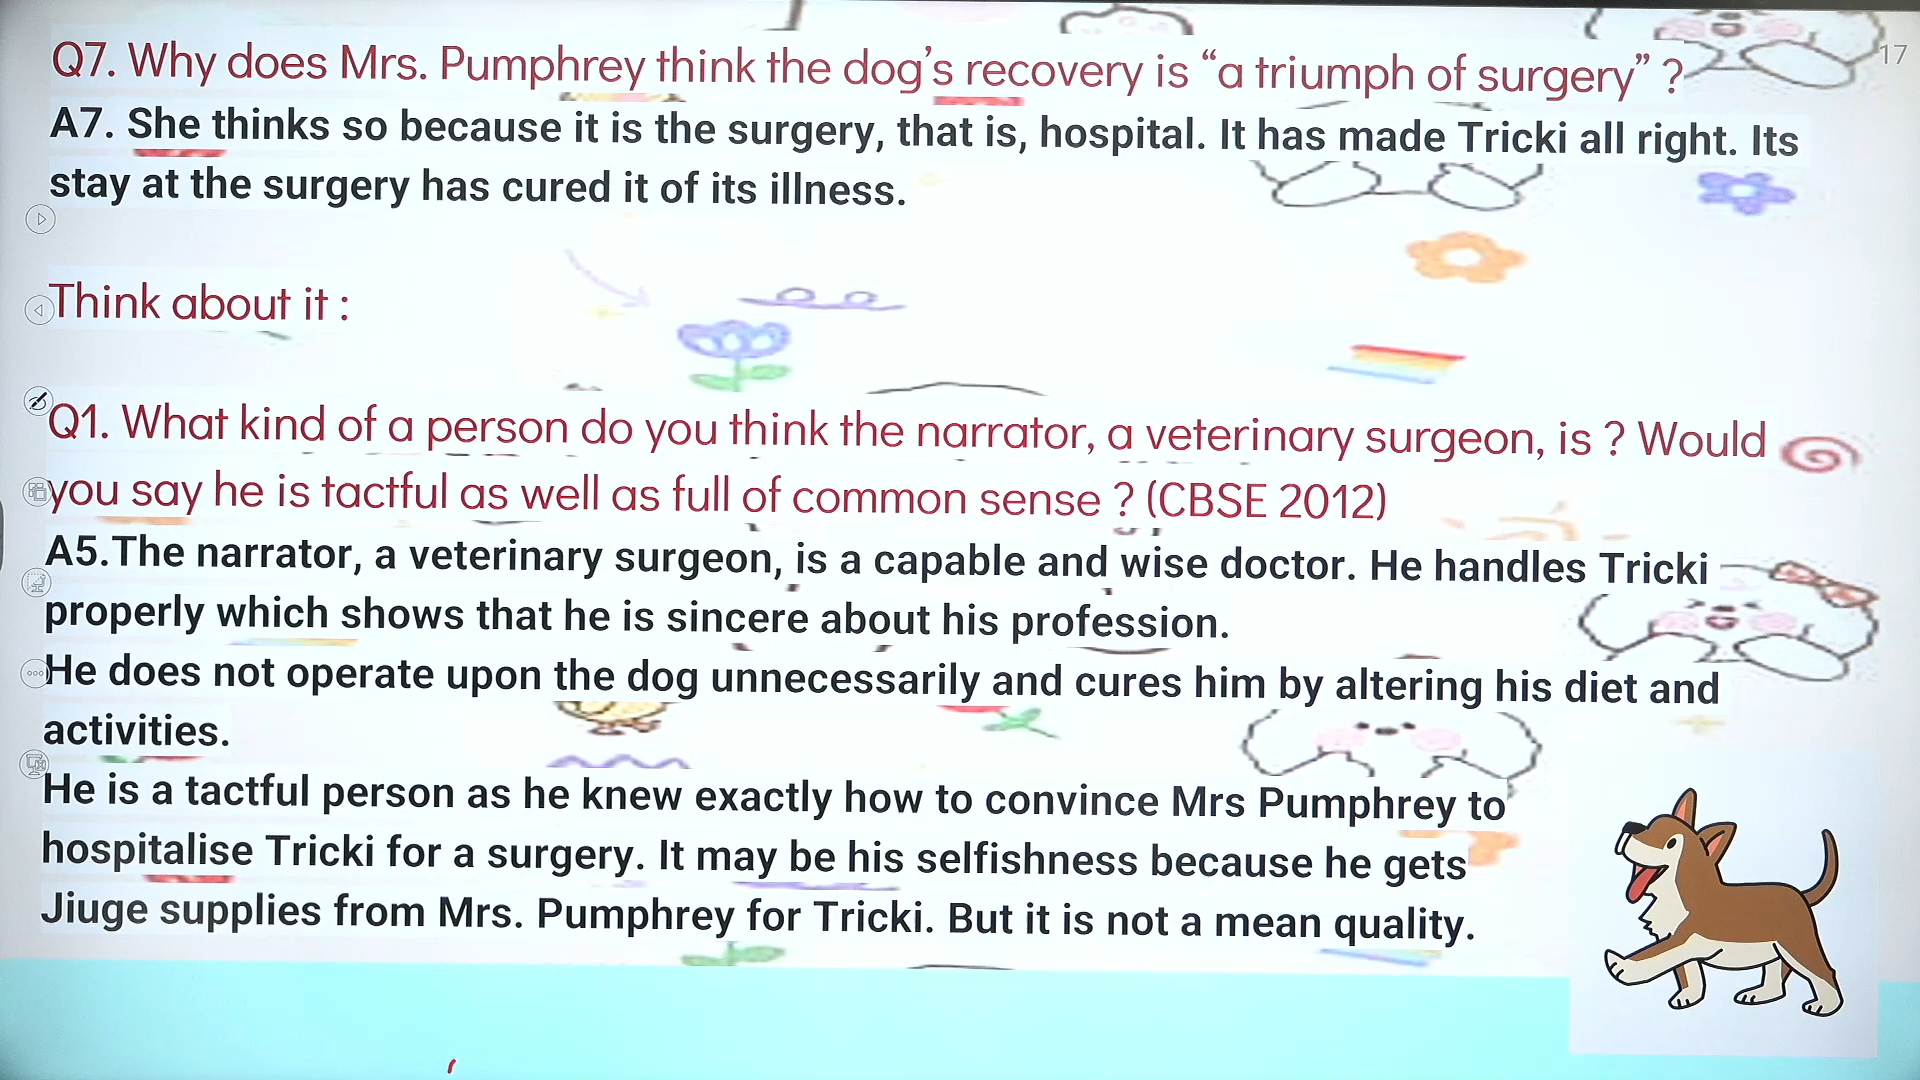 17
Q7. Why does Mrs. Pumphrey think the dog's recovery is “a triumph of surgery” ?
A7. She thinks so because it is the surgery, that is, hospital. It has made Tricki all right. Its
stay at the surgery has cured it of its illness.
Think about it :
Q1. What kind of a person do you think the narrator, a veterinary surgeon, is ? Would
you say he is tactful as well as full of common sense ? (CBSE 2012)
A5.The narrator, a veterinary surgeon, is a capable and wise doctor. He handles Tricki
properly which shows that he is sincere about his profession.
He does not operate upon the dog unnecessarily and cures him by altering his diet and
activities.
He is a tactful person as he knew exactly how to convince Mrs Pumphrey to
hospitalise Tricki for a surgery. It may be his selfishness because he gets
Jiuge supplies from Mrs. Pumphrey for Tricki. But it is not a mean quality.